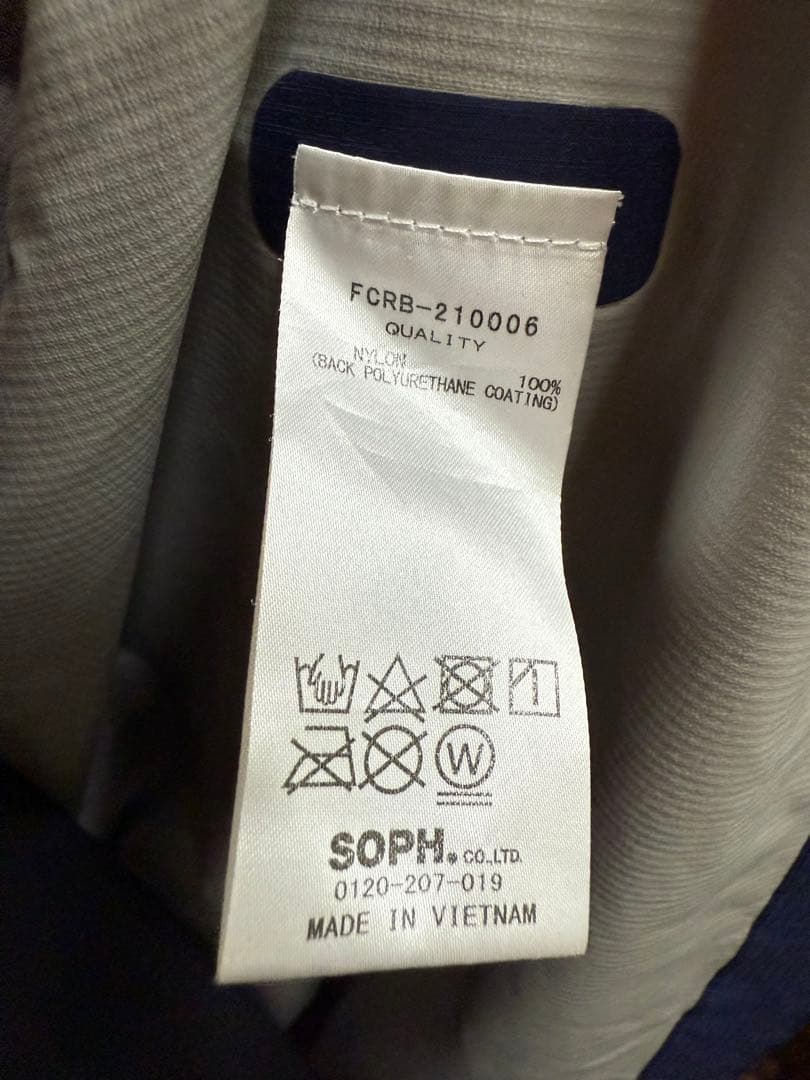 FCRB-210006
QUALITY
NYLON 100%
(BACK POLYURETHANE COATING)
W
SOPH. CO.,LTD.
0120-207-019
MADE IN VIETNAM